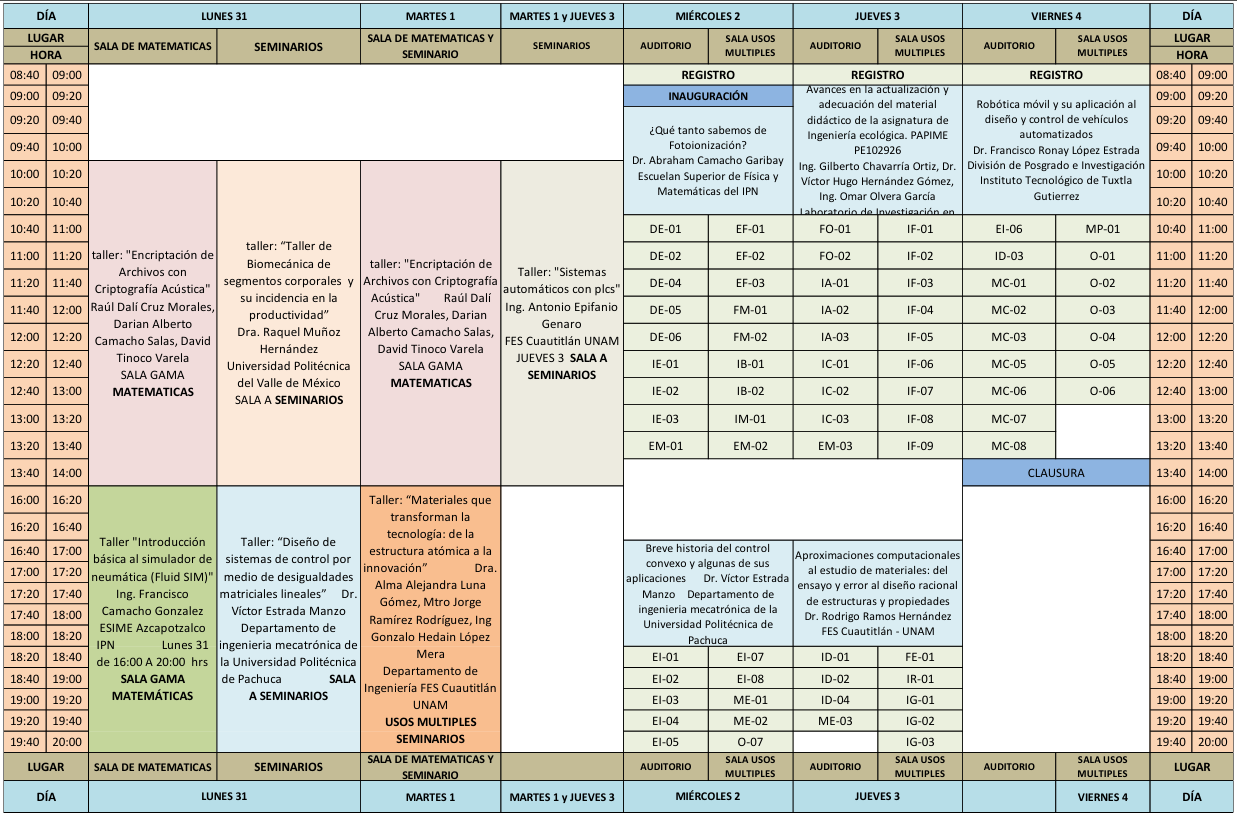 DÍA LUNES 31 MARTES 1 MARTES 1 y JUEVES 3 MIÉRCOLES 2 JUEVES 3 VIERNES 4 DÍA
LUGAR SALA DE MATEMATICAS SEMINARIOS SALA DE MATEMATICAS Y SEMINARIO SEMINARIOS AUDITORIO SALA USOS MULTIPLES AUDITORIO SALA USOS MULTIPLES AUDITORIO SALA USOS MULTIPLES LUGAR
HORA HORA
08:40 09:00 REGISTRO REGISTRO REGISTRO 08:40 09:00
09:00 09:20 INAUGURACIÓN 09:00 09:20
09:20 09:40 09:20 09:40
09:40 10:00 09:40 10:00
10:00 10:20 10:00 10:20
10:20 10:40 10:20 10:40
¿Qué tanto sabemos de
Fotoionización?
Dr. Abraham Camacho Garibay
Escuelan Superior de Física y
Matemáticas del IPN
Avances en la actualización y
adecuación del material
didáctico de la asignatura de
Ingeniería ecológica. PAPIME
PE102926
Ing. Gilberto Chavarría Ortiz, Dr.
Víctor Hugo Hernández Gómez,
Ing. Omar Olvera García
Laboratorio de Investigación en
Robótica móvil y su aplicación al
diseño y control de vehículos
automatizados
Dr. Francisco Ronay López Estrada
División de Posgrado e Investigación
Instituto Tecnológico de Tuxtla
Gutierrez
taller: "Encriptación de
Archivos con
Criptografía Acústica"
Raúl Dalí Cruz Morales,
Darian Alberto
Camacho Salas, David
Tinoco Varela
SALA GAMA
MATEMATICAS
taller: “Taller de
Biomecánica de
segmentos corporales y
su incidencia en la
productividad”
Dra. Raquel Muñoz
Hernández
Universidad Politécnica
del Valle de México
SALA A SEMINARIOS
taller: "Encriptación de
Archivos con Criptografía
Acústica" Raúl Dalí
Cruz Morales, Darian
Alberto Camacho Salas,
David Tinoco Varela
SALA GAMA
MATEMATICAS
Taller: "Sistemas
automáticos con plcs"
Ing. Antonio Epifanio
Genaro
FES Cuautitlán UNAM
JUEVES 3 SALA A
SEMINARIOS
10:40 11:00 DE-01 EF-01 FO-01 IF-01 EI-06 MP-01 10:40 11:00
11:00 11:20 DE-02 EF-02 FO-02 IF-02 ID-03 O-01 11:00 11:20
11:20 11:40 DE-04 EF-03 IA-01 IF-03 MC-01 O-02 11:20 11:40
11:40 12:00 DE-05 FM-01 IA-02 IF-04 MC-02 O-03 11:40 12:00
12:00 12:20 DE-06 FM-02 IA-03 IF-05 MC-03 O-04 12:00 12:20
12:20 12:40 IE-01 IB-01 IC-01 IF-06 MC-05 O-05 12:20 12:40
12:40 13:00 IE-02 IB-02 IC-02 IF-07 MC-06 O-06 12:40 13:00
13:00 13:20 IE-03 IM-01 IC-03 IF-08 MC-07 13:00 13:20
13:20 13:40 EM-01 EM-02 EM-03 IF-09 MC-08 13:20 13:40
13:40 14:00 CLAUSURA 13:40 14:00
16:00 16:20 16:00 16:20
16:20 16:40 16:20 16:40
16:40 17:00 16:40 17:00
17:00 17:20 17:00 17:20
17:20 17:40 17:20 17:40
17:40 18:00 17:40 18:00
18:00 18:20 18:00 18:20
Taller "Introducción
básica al simulador de
neumática (Fluid SIM)"
Ing. Francisco
Camacho Gonzalez
ESIME Azcapotzalco
IPN Lunes 31
de 16:00 A 20:00 hrs
SALA GAMA
MATEMÁTICAS
Taller: “Diseño de
sistemas de control por
medio de desigualdades
matriciales lineales” Dr.
Víctor Estrada Manzo
Departamento de
ingeniería mecatrónica de
la Universidad Politécnica
de Pachuca SALA
A SEMINARIOS
Taller: “Materiales que
transforman la
tecnología: de la
estructura atómica a la
innovación” Dra.
Alma Alejandra Luna
Gómez, Mtro Jorge
Ramírez Rodríguez, Ing
Gonzalo Hedain López
Mera
Departamento de
Ingeniería FES Cuautitlán
UNAM
USOS MULTIPLES
SEMINARIOS
Breve historia del control
convexo y algunas de sus
aplicaciones Dr. Víctor Estrada
Manzo Departamento de
ingenieria mecatrónica de la
Universidad Politécnica de
Pachuca
Aproximaciones computacionales
al estudio de materiales: del
ensayo y error al diseño racional
de estructuras y propiedades
Dr. Rodrigo Ramos Hernández
FES Cuautitlán - UNAM
18:20 18:40 EI-01 EI-07 ID-01 FE-01 18:20 18:40
18:40 19:00 EI-02 EI-08 ID-02 IR-01 18:40 19:00
19:00 19:20 EI-03 ME-01 ID-04 IG-01 19:00 19:20
19:20 19:40 EI-04 ME-02 ME-03 IG-02 19:20 19:40
19:40 20:00 EI-05 O-07 IG-03 19:40 20:00
LUGAR SALA DE MATEMATICAS SEMINARIOS SALA DE MATEMATICAS Y SEMINARIO AUDITORIO SALA USOS MULTIPLES AUDITORIO SALA USOS MULTIPLES AUDITORIO SALA USOS MULTIPLES LUGAR
DÍA LUNES 31 MARTES 1 MARTES 1 y JUEVES 3 MIÉRCOLES 2 JUEVES 3 VIERNES 4 DÍA